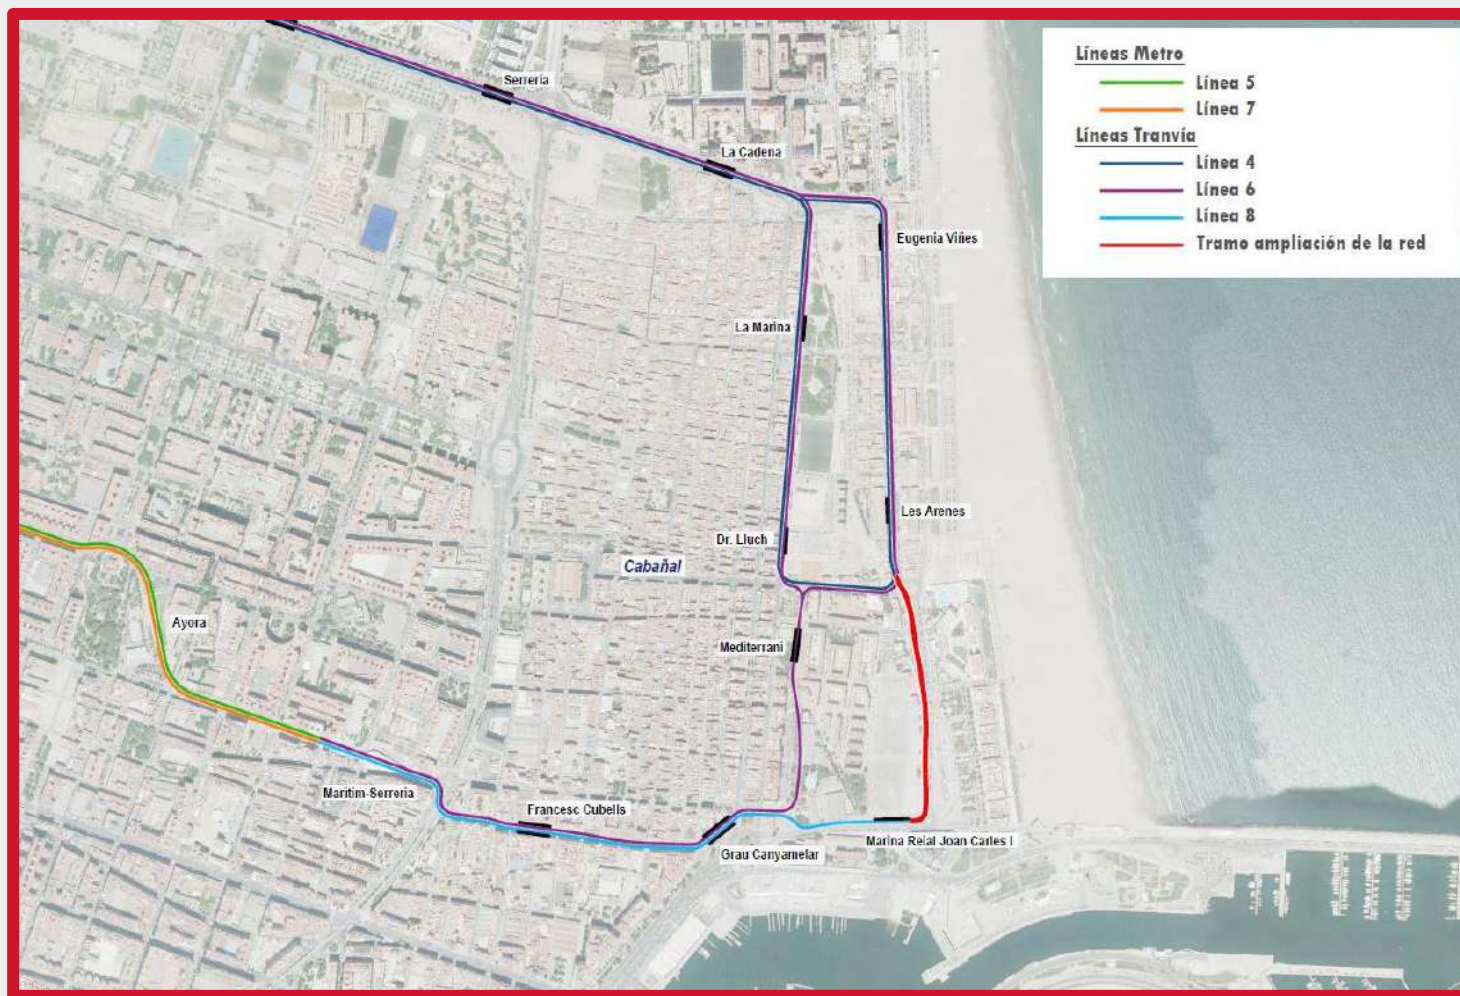 Líneas Metro
Línea 5
Línea 7
Líneas Tranvía
Línea 4
Línea 6
Línea 8
Tramo ampliación de la red
Serrería
La Cadena
Eugenia Viñes
La Marina
Les Arenes
Dr. Lluch
Cabañal
Ayora
Mediterrani
Marítim-Serreria
Francesc Cubells
Grau Canyamelar
Marina Reial Joan Carles I